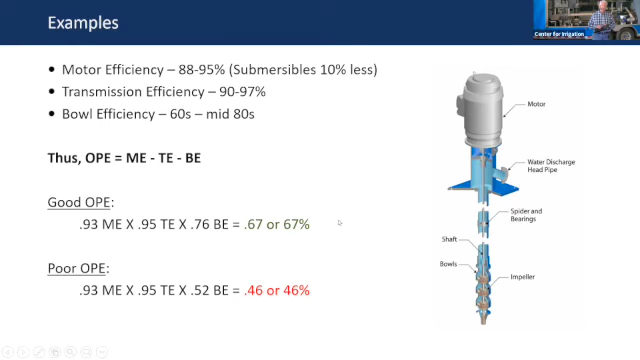 Examples
Center for Irrigation
• Motor Efficiency – 88-95% (Submersibles 10% less)
• Transmission Efficiency – 90-97%
• Bowl Efficiency – 60s – mid 80s
Thus, OPE = ME - TE - BE
Good OPE:
.93 ME X .95 TE X .76 BE = .67 or 67%
Poor OPE:
.93 ME X .95 TE X .52 BE = .46 or 46%
Motor
Water Discharge
Head Pipe
Spider and
Bearings
Shaft
Bowls
Impeller